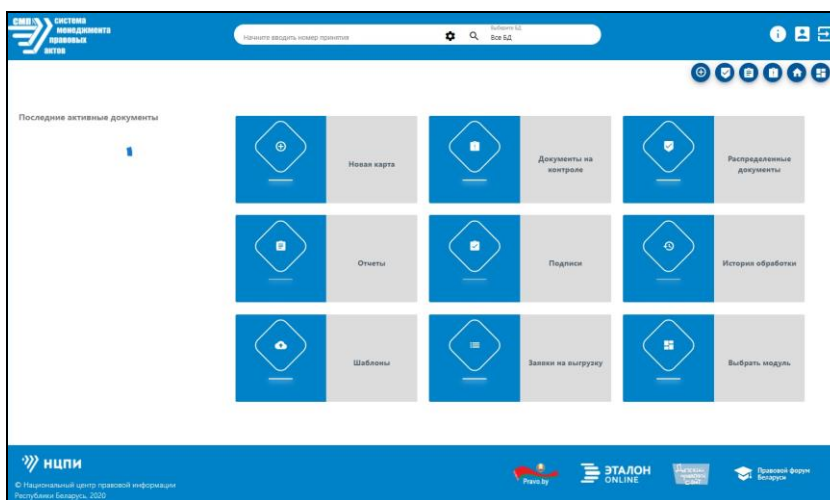 СМПА
система
менеджмента
правовых
актов
Начните вводить номер принятия
Выберите БД
Все БД
Последние активные документы
Новая карта
Документы на
контроле
Распределенные
документы
Отчеты
Подписи
История обработки
Шаблоны
Заявки на выгрузку
Выбрать модуль
НЦПИ
© Национальный центр правовой информации
Республики Беларусь, 2020
Pravo.by
ЭТАЛОН
ONLINE
Правовой форум
Беларуси